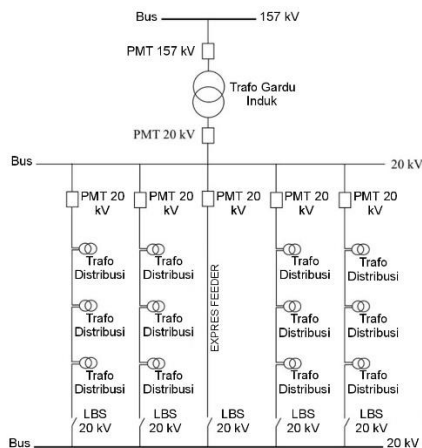 Bus 157 kV
PMT 157 kV
Trafo Gardu
Induk
PMT 20 kV
Bus 20 kV
PMT 20 PMT 20 PMT 20 PMT 20 PMT 20
kV kV kV kV kV
Trafo Trafo Trafo Trafo
Distribusi Distribusi Distribusi Distribusi
EXPRES FEEDER
Trafo Trafo Trafo Trafo
Distribusi Distribusi Distribusi Distribusi
Trafo Trafo Trafo Trafo
Distribusi Distribusi Distribusi Distribusi
LBS LBS LBS LBS LBS
20 kV 20 kV 20 kV 20 kV 20 kV
Bus 20 kV